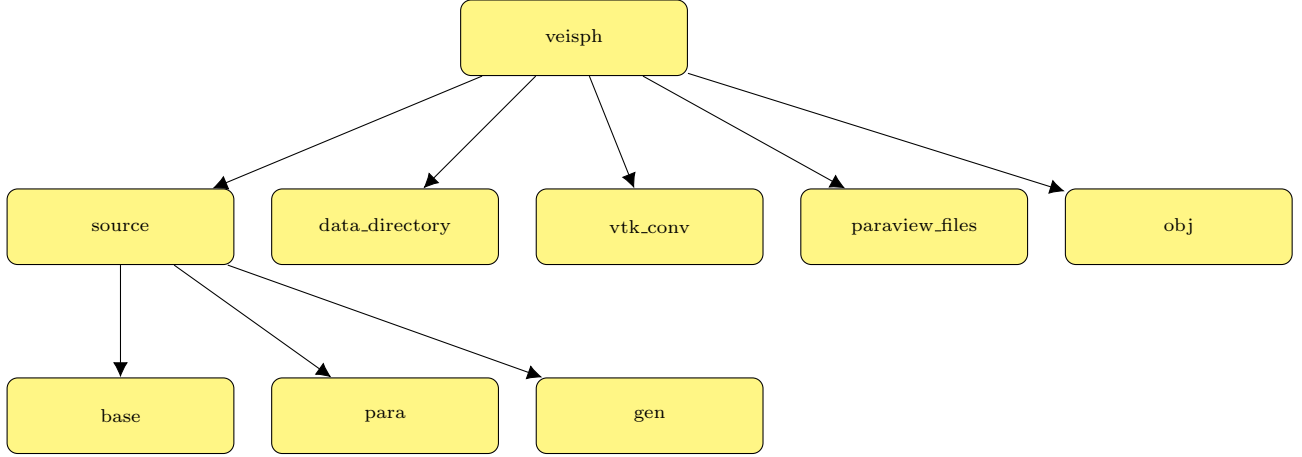 veisph
source
data_directory
vtk_conv
paraview_files
obj
base
para
gen